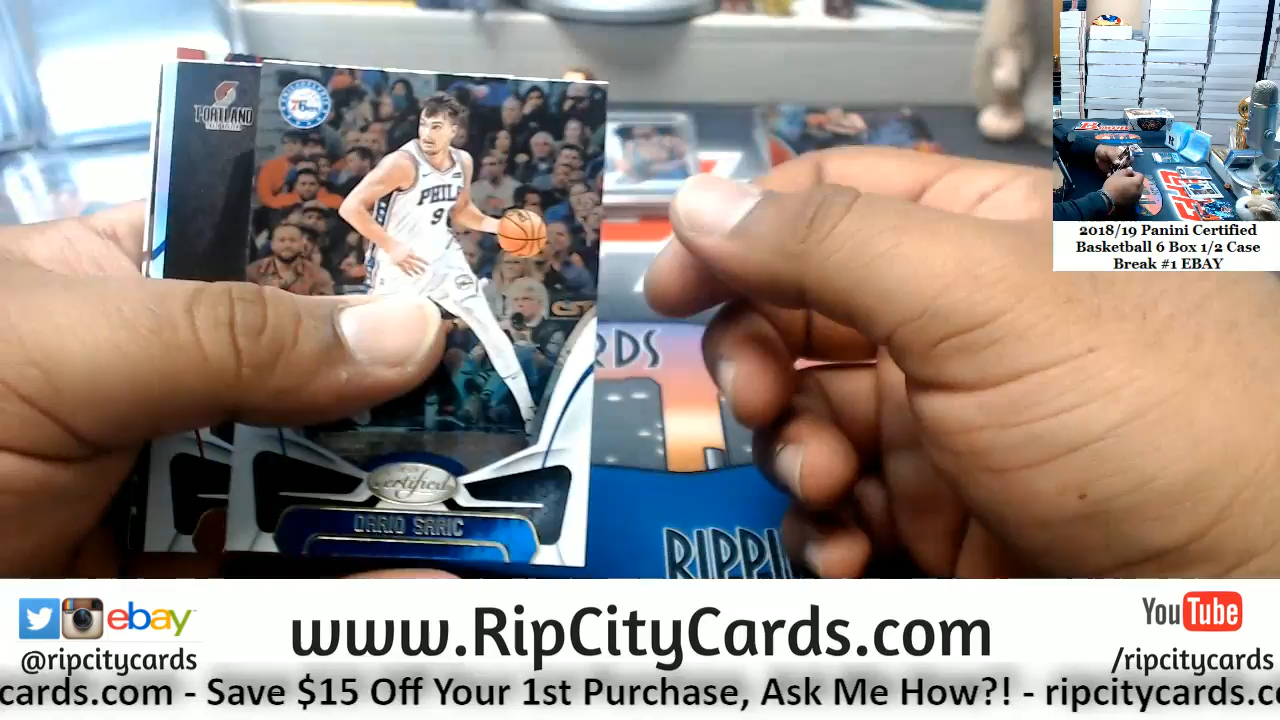 PORTLAND
76ERS
PHILA
9
Certified
DARIO SARIC
RDS
RIPPI
2018/19 Panini Certified
Basketball 6 Box 1/2 Case
Break #1 EBAY
ebay
@ripcitycards
www.RipCityCards.com
YouTube
/ripcitycards
cards.com - Save $15 Off Your 1st Purchase, Ask Me How?! - ripcitycards.co